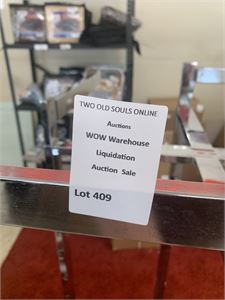 TWO OLD SOULS ONLINE
Auctions
WOW Warehouse
Liquidation
Auction Sale
Lot 409